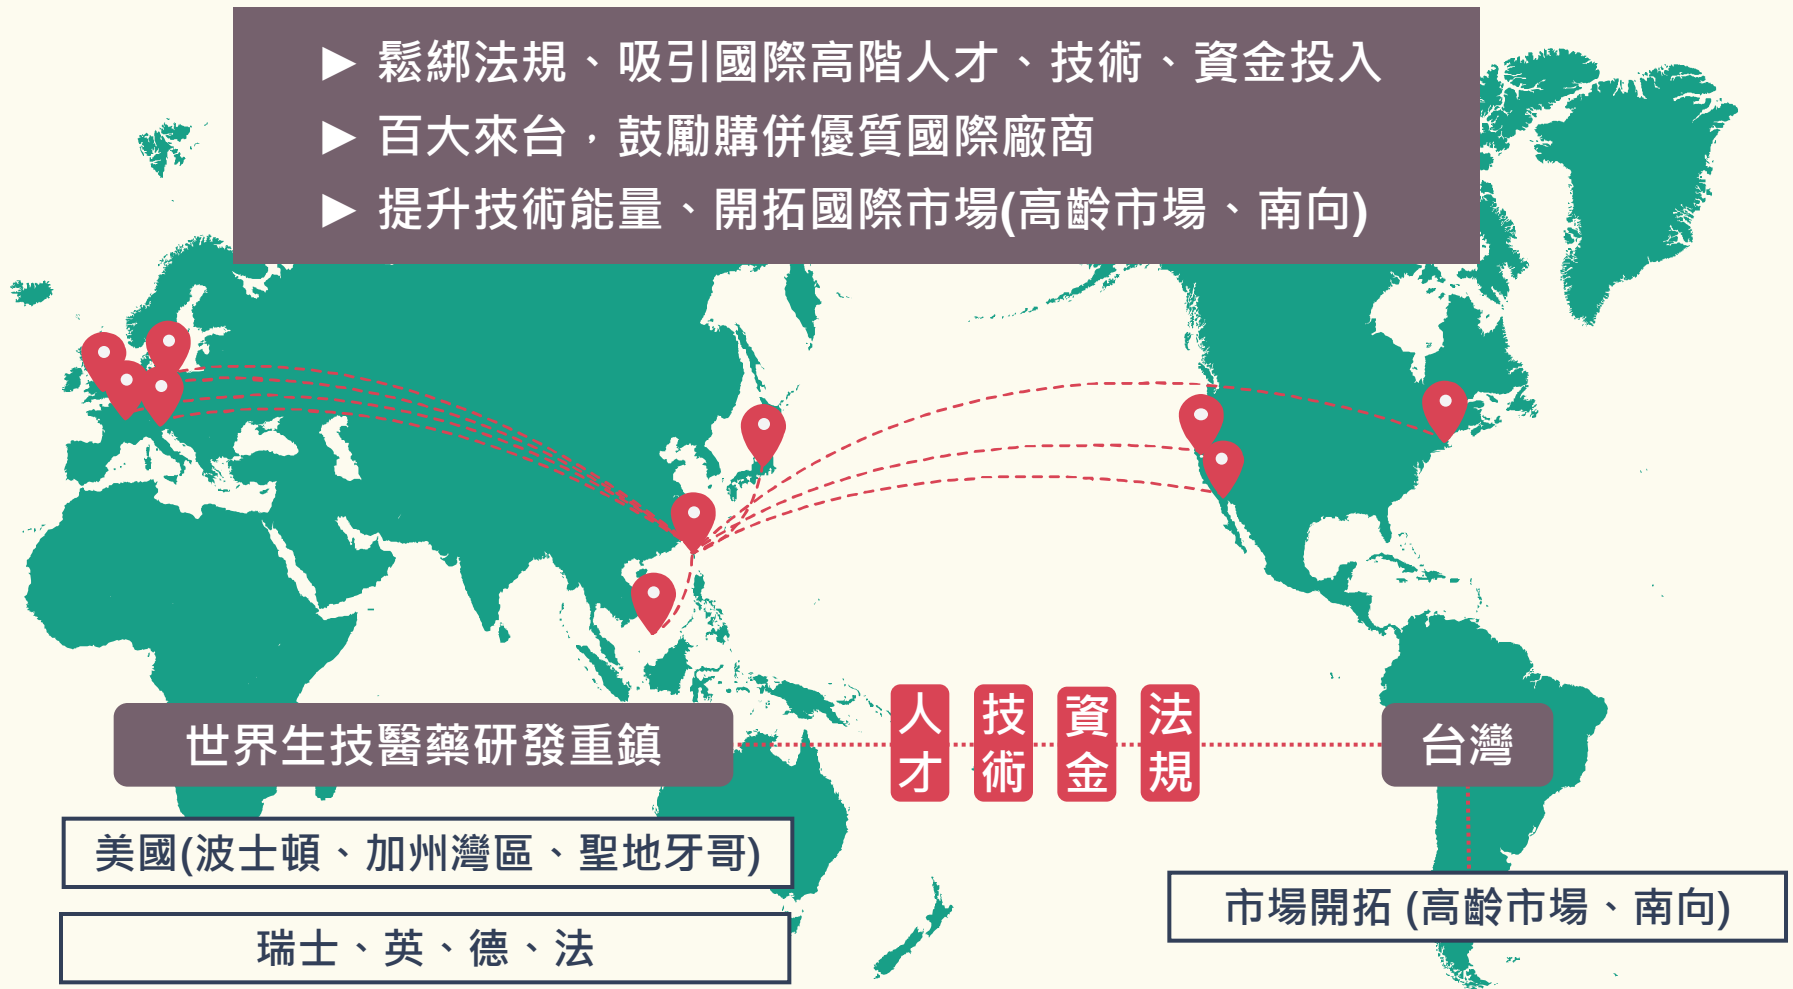 ▶ 鬆綁法規、吸引國際高階人才、技術、資金投入
▶ 百大來台，鼓勵購併優質國際廠商
▶ 提升技術能量、開拓國際市場(高齡市場、南向)
世界生技醫藥研發重鎮
人才
技術
資金
法規
台灣
美國(波士頓、加州灣區、聖地牙哥)
瑞士、英、德、法
市場開拓 (高齡市場、南向)